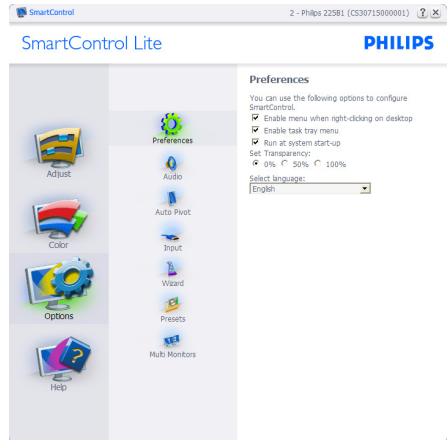 SmartControl
2 - Philips 225B1 (CS30715000001)
SmartControl Lite
PHILIPS
Adjust
Color
Options
Help
Preferences
Audio
Auto Pivot
Input
Wizard
Presets
Multi Monitors
Preferences
You can use the following options to configure
SmartControl.
Enable menu when right-clicking on desktop
Enable task tray menu
Run at system start-up
Set Transparency:
0% 50% 100%
Select language:
English